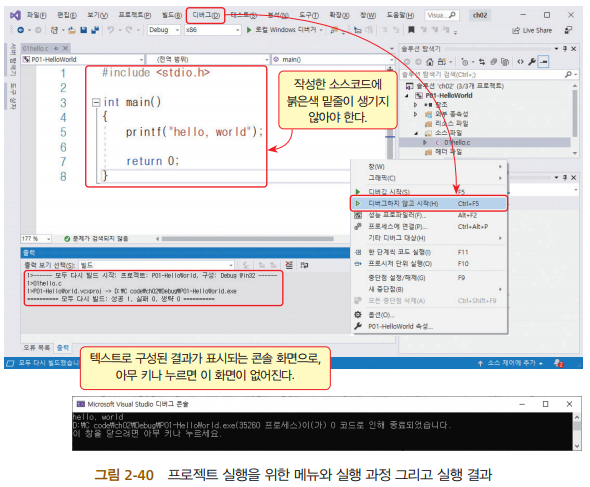 파일(F) 편집(E) 보기(V) 프로젝트(P) 빌드(B) 디버그(D) 테스트(S) 분석(N) 도구(T) 확장(X) 창(W) 도움말(H) Visua...
ch02
Debug x86 로컬 Windows 디버거 Live Share
01hello.c
P01-HelloWorld (전역 범위) main()
1 #include <stdio.h>
2
3 int main()
4 {
5 printf("hello, world");
6
7 return 0;
8 }
작성한 소스코드에
붉은색 밑줄이 생기지
않아야 한다.
솔루션 탐색기
솔루션 탐색기 검색(Ctrl+;)
솔루션 'ch02' (3/3개 프로젝트)
P01-HelloWorld
참조
외부 종속성
리소스 파일
소스 파일
01hello.c
헤더 파일
창(W)
그래픽(C)
디버깅 시작(S) F5
디버그하지 않고 시작(H) Ctrl+F5
성능 프로파일러(F)... Alt+F2
프로세스에 연결(P)... Ctrl+Alt+P
기타 디버그 대상(H)
한 단계씩 코드 실행(I) F11
프로시저 단위 실행(O) F10
중단점 설정/해제(G) F9
새 중단점(B)
모든 중단점 삭제(A) Ctrl+Shift+F9
옵션(O)...
P01-HelloWorld 속성...
177 % 문제가 검색되지 않음
출력
출력 보기 선택(S): 빌드
1>------ 모두 다시 빌드 시작: 프로젝트: P01-HelloWorld, 구성: Debug Win32 ------
1>01hello.c
1>P01-HelloWorld.vcxproj -> D:\C code\ch02\Debug\P01-HelloWorld.exe
========== 모두 다시 빌드: 성공 1, 실패 0, 생략 0 ==========
오류 목록 출력
모두 다시 빌드했습니 소스 제어에 추가
텍스트로 구성된 결과가 표시되는 콘솔 화면으로,
아무 키나 누르면 이 화면이 없어진다.
Microsoft Visual Studio 디버그 콘솔
hello, world
D:\C code\ch02\Debug\P01-HelloWorld.exe(35260 프로세스)이(가) 0 코드로 인해 종료되었습니다.
이 창을 닫으려면 아무 키나 누르세요.
그림 2-40 프로젝트 실행을 위한 메뉴와 실행 과정 그리고 실행 결과